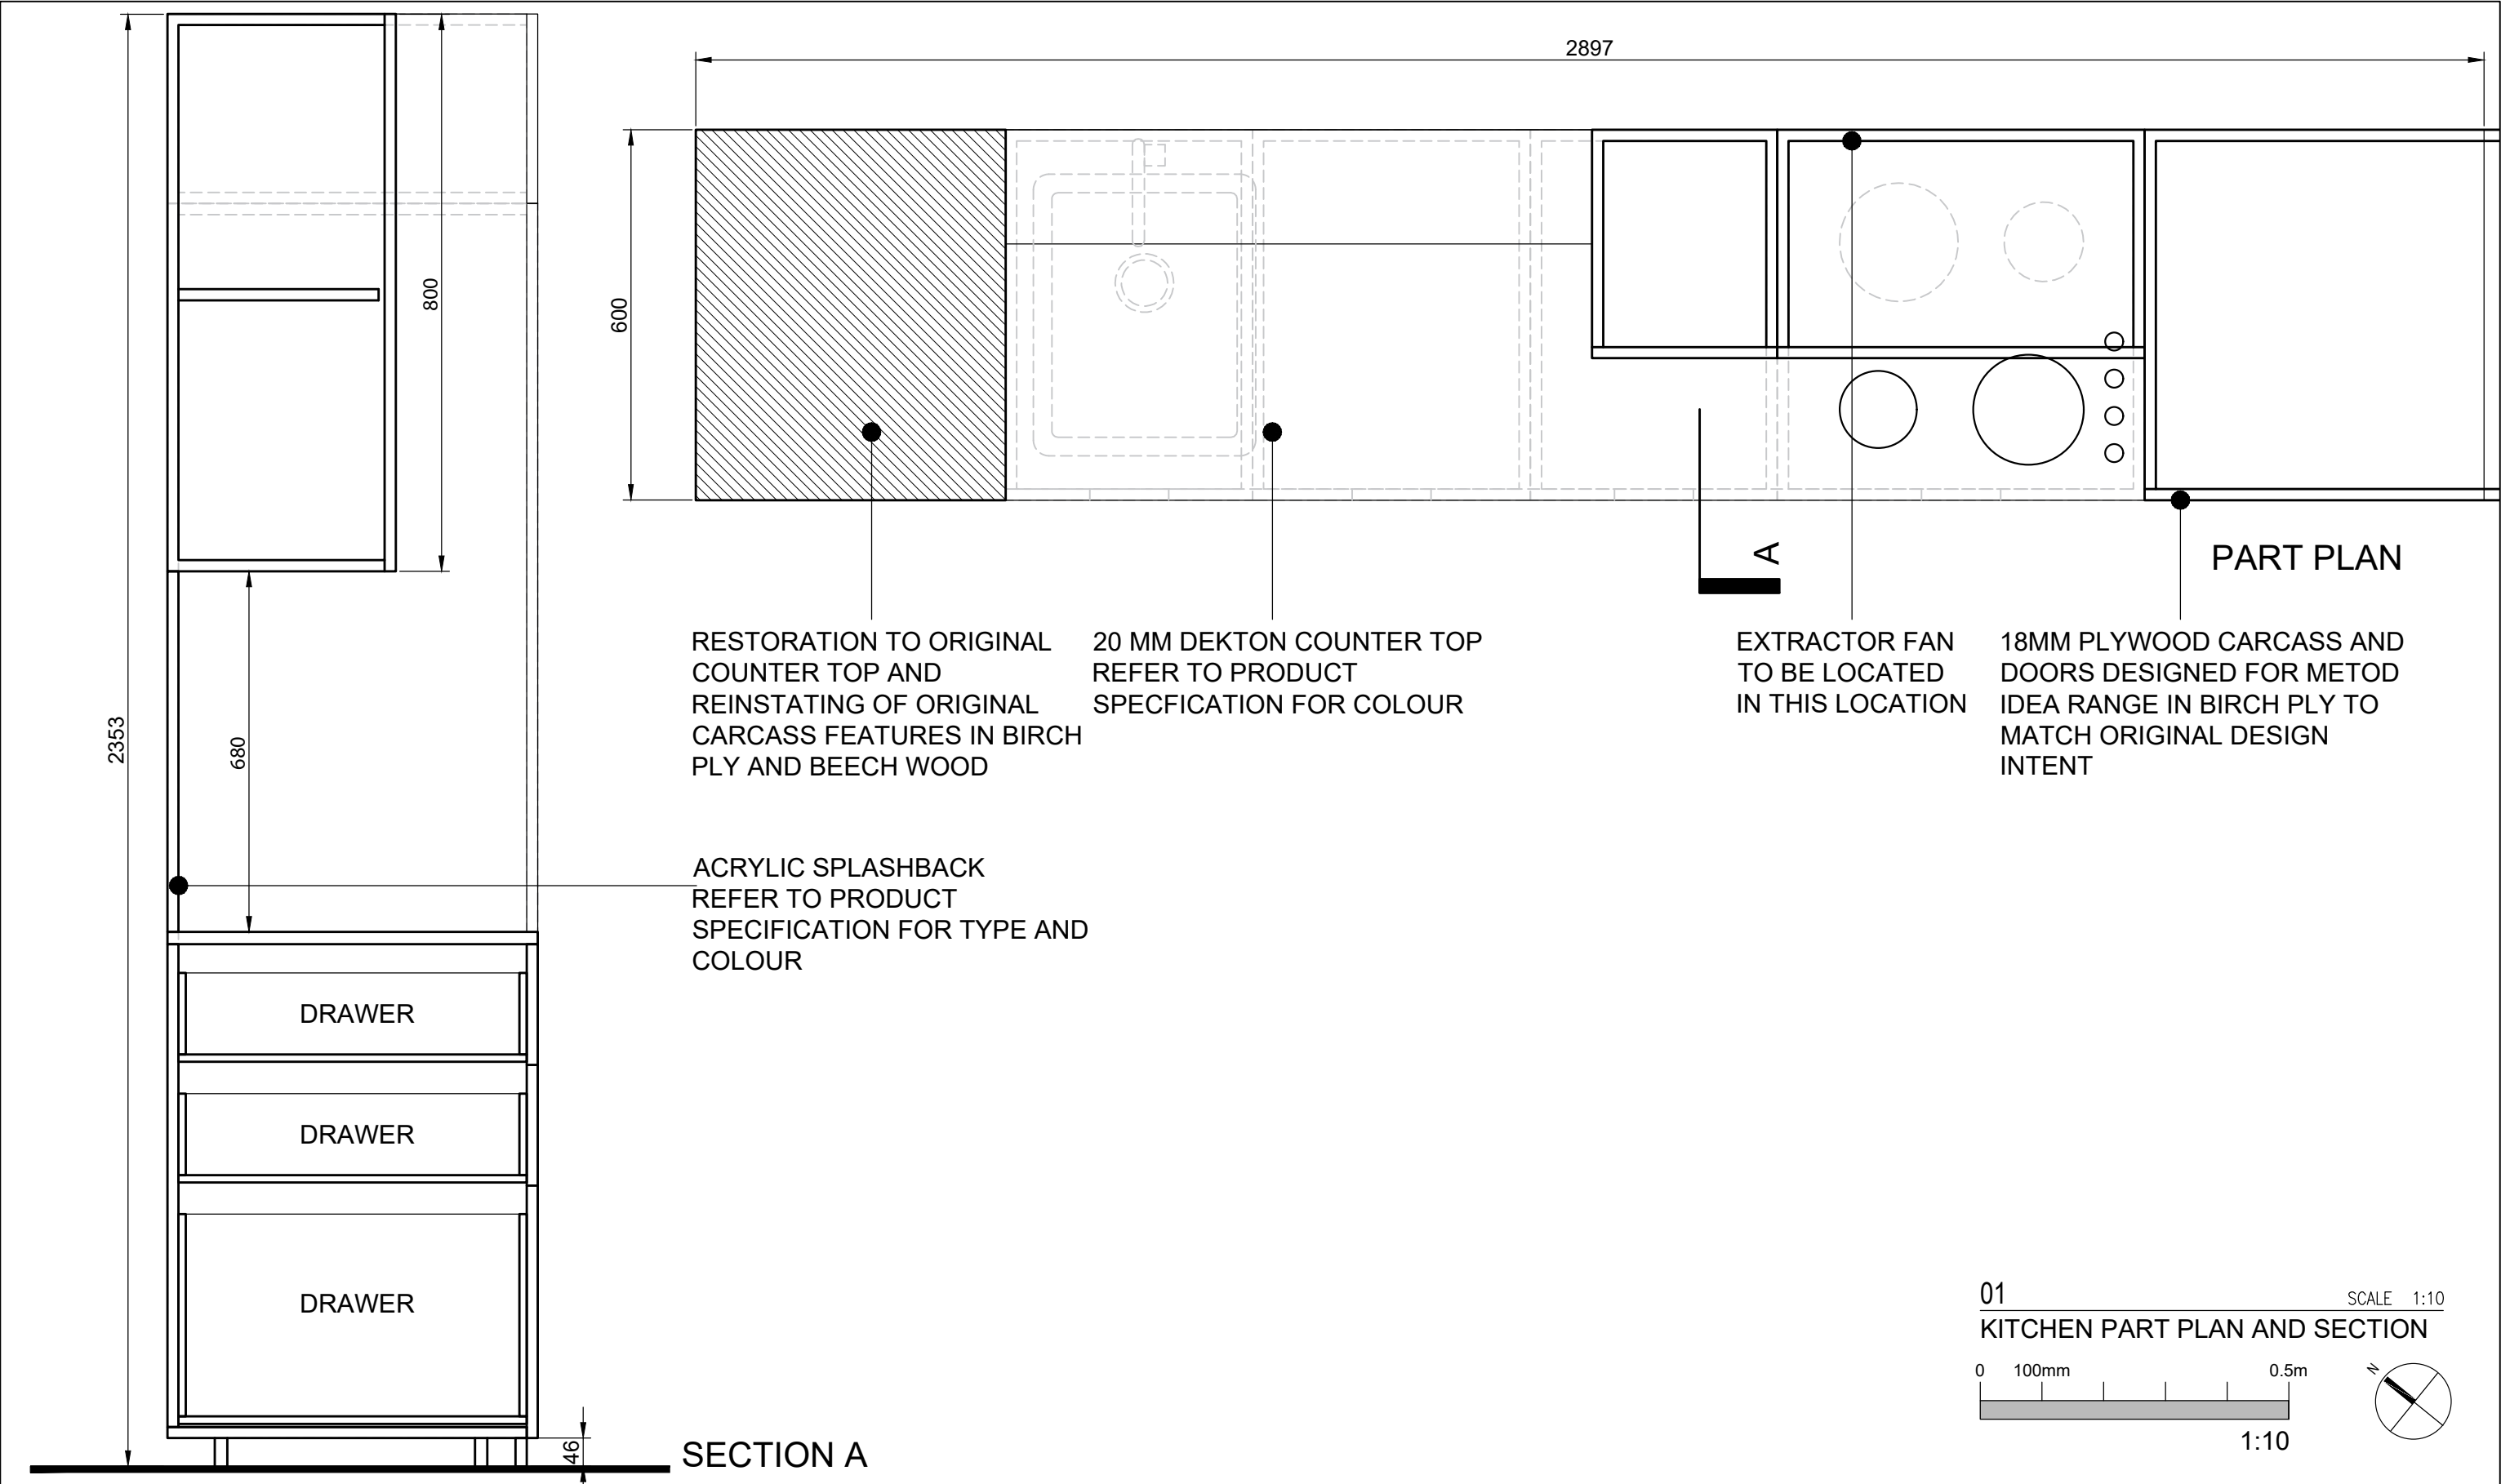 2897
800
600
2353
680
A
PART PLAN
RESTORATION TO ORIGINAL
COUNTER TOP AND
REINSTATING OF ORIGINAL
CARCASS FEATURES IN BIRCH
PLY AND BEECH WOOD
20 MM DEKTON COUNTER TOP
REFER TO PRODUCT
SPECFICATION FOR COLOUR
EXTRACTOR FAN
TO BE LOCATED
IN THIS LOCATION
18MM PLYWOOD CARCASS AND
DOORS DESIGNED FOR METOD
IDEA RANGE IN BIRCH PLY TO
MATCH ORIGINAL DESIGN
INTENT
ACRYLIC SPLASHBACK
REFER TO PRODUCT
SPECIFICATION FOR TYPE AND
COLOUR
DRAWER
DRAWER
DRAWER
46
SECTION A
01
SCALE 1:10
KITCHEN PART PLAN AND SECTION
0 100mm 0.5m
N
1:10